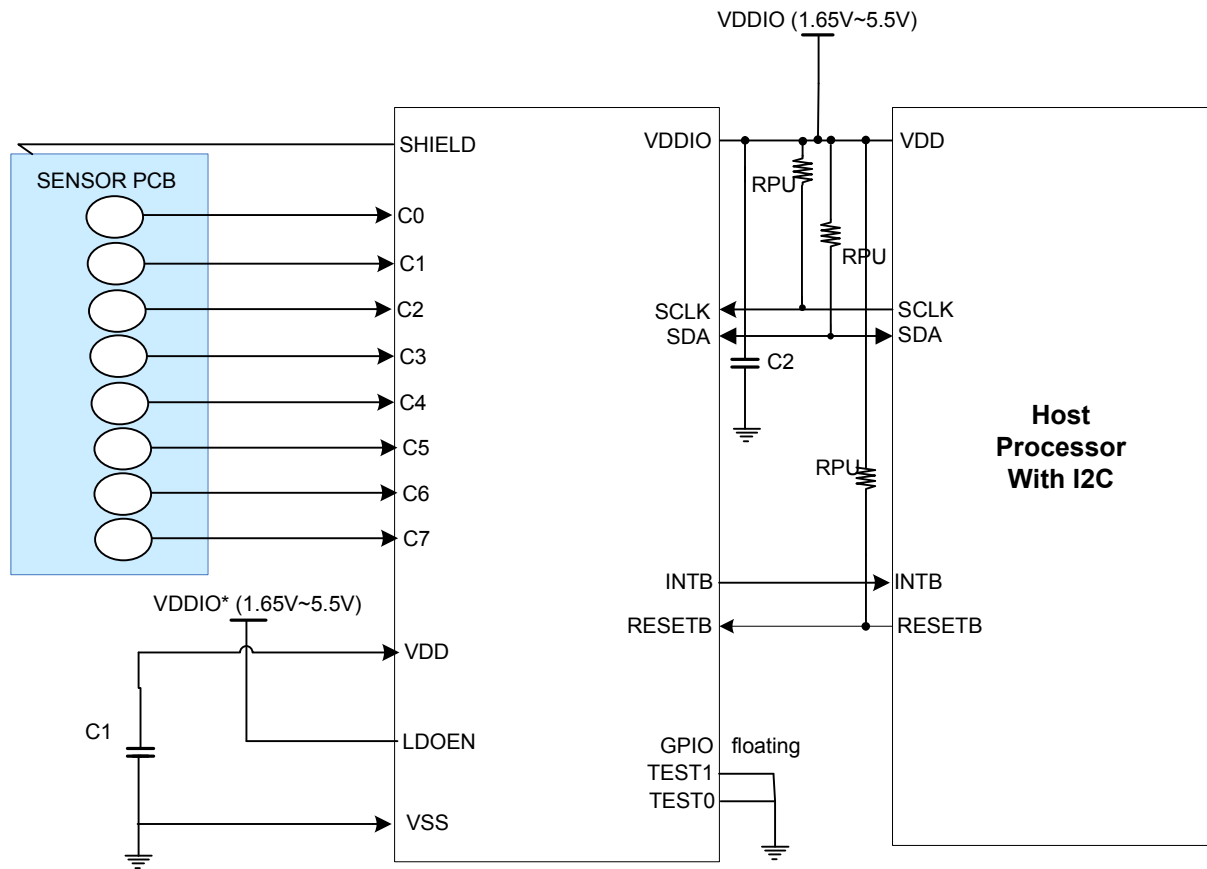 VDDIO (1.65V~5.5V)
SHIELD
VDDIO
VDD
SENSOR PCB
RPU
C0
RPU
C1
C2
SCLK
SCLK
SDA
SDA
C3
C2
C4
Host
Processor
With I2C
C5
RPU
C6
C7
INTB
INTB
VDDIO* (1.65V~5.5V)
RESETB
RESETB
VDD
C1
LDOEN
GPIO floating
TEST1
TEST0
VSS